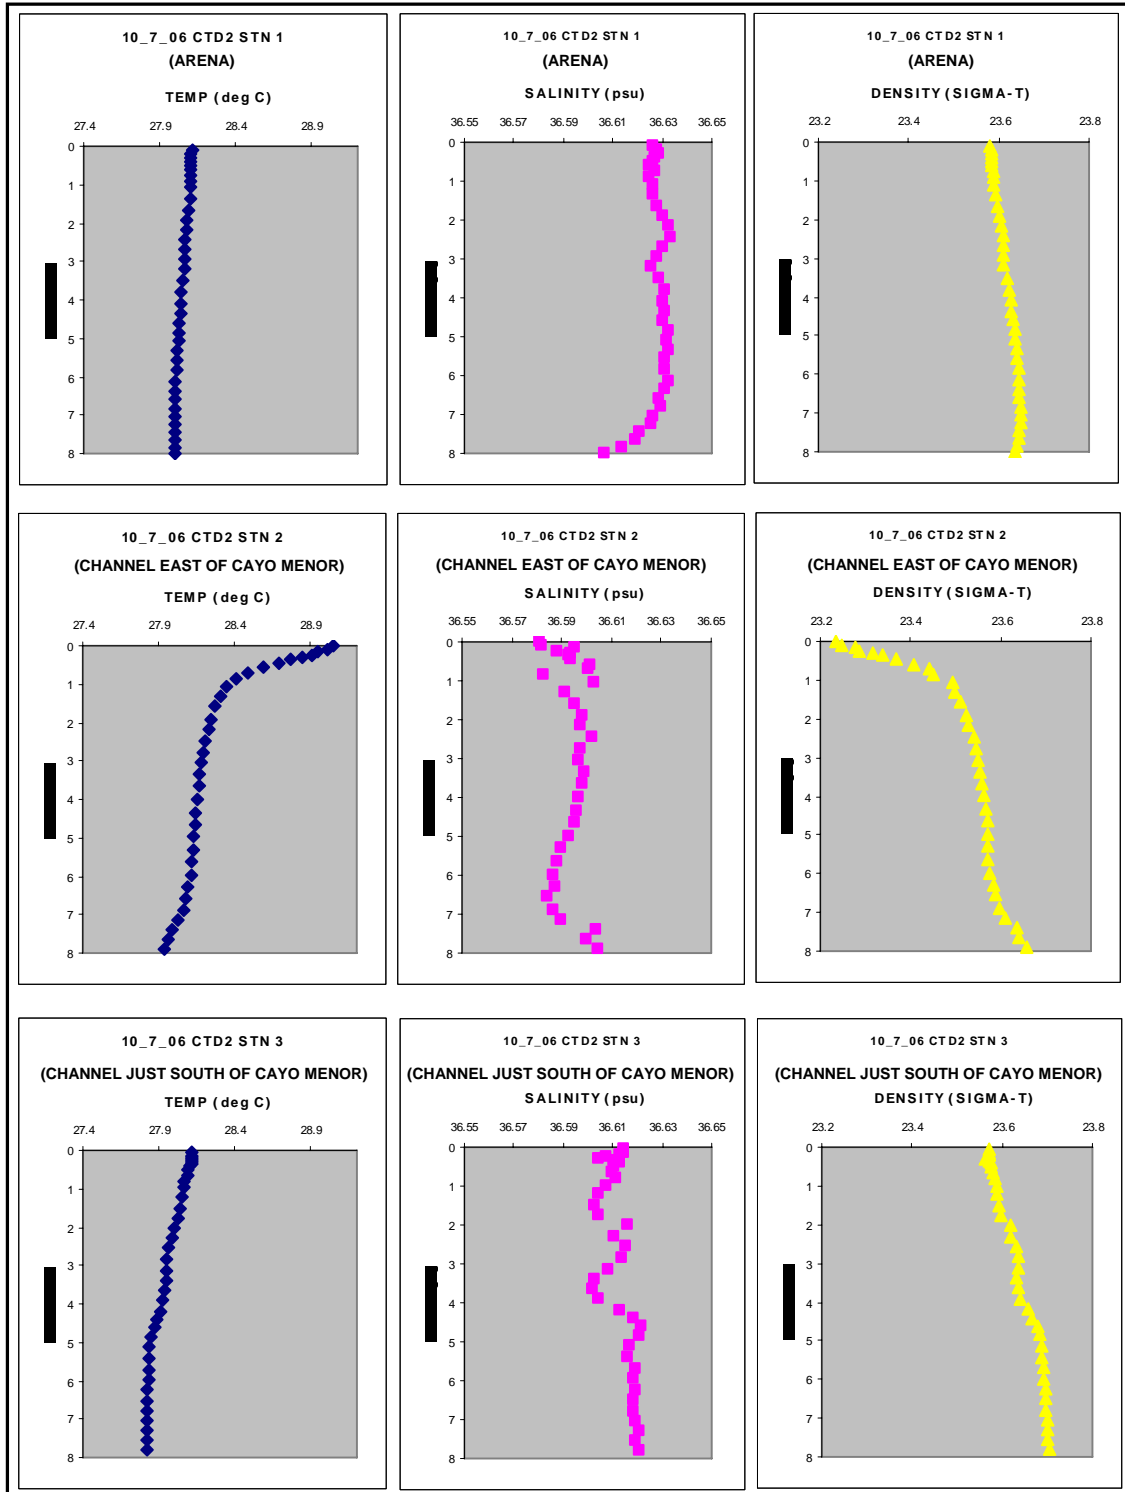 10_7_06 CTD2 STN 1
(ARENA)
TEMP (deg C)
27.4 27.9 28.4 28.9
0
1
2
3
4
5
6
7
8
10_7_06 CTD2 STN 1
(ARENA)
SALINITY (psu)
36.55 36.57 36.59 36.61 36.63 36.65
0
1
2
3
4
5
6
7
8
10_7_06 CTD2 STN 1
(ARENA)
DENSITY (SIGMA-T)
23.2 23.4 23.6 23.8
0
1
2
3
4
5
6
7
8
10_7_06 CTD2 STN 2
(CHANNEL EAST OF CAYO MENOR)
TEMP (deg C)
27.4 27.9 28.4 28.9
0
1
2
3
4
5
6
7
8
10_7_06 CTD2 STN 2
(CHANNEL EAST OF CAYO MENOR)
SALINITY (psu)
36.55 36.57 36.59 36.61 36.63 36.65
0
1
2
3
4
5
6
7
8
10_7_06 CTD2 STN 2
(CHANNEL EAST OF CAYO MENOR)
DENSITY (SIGMA-T)
23.2 23.4 23.6 23.8
0
1
2
3
4
5
6
7
8
10_7_06 CTD2 STN 3
(CHANNEL JUST SOUTH OF CAYO MENOR)
TEMP (deg C)
27.4 27.9 28.4 28.9
0
1
2
3
4
5
6
7
8
10_7_06 CTD2 STN 3
(CHANNEL JUST SOUTH OF CAYO MENOR)
SALINITY (psu)
36.55 36.57 36.59 36.61 36.63 36.65
0
1
2
3
4
5
6
7
8
10_7_06 CTD2 STN 3
(CHANNEL JUST SOUTH OF CAYO MENOR)
DENSITY (SIGMA-T)
23.2 23.4 23.6 23.8
0
1
2
3
4
5
6
7
8